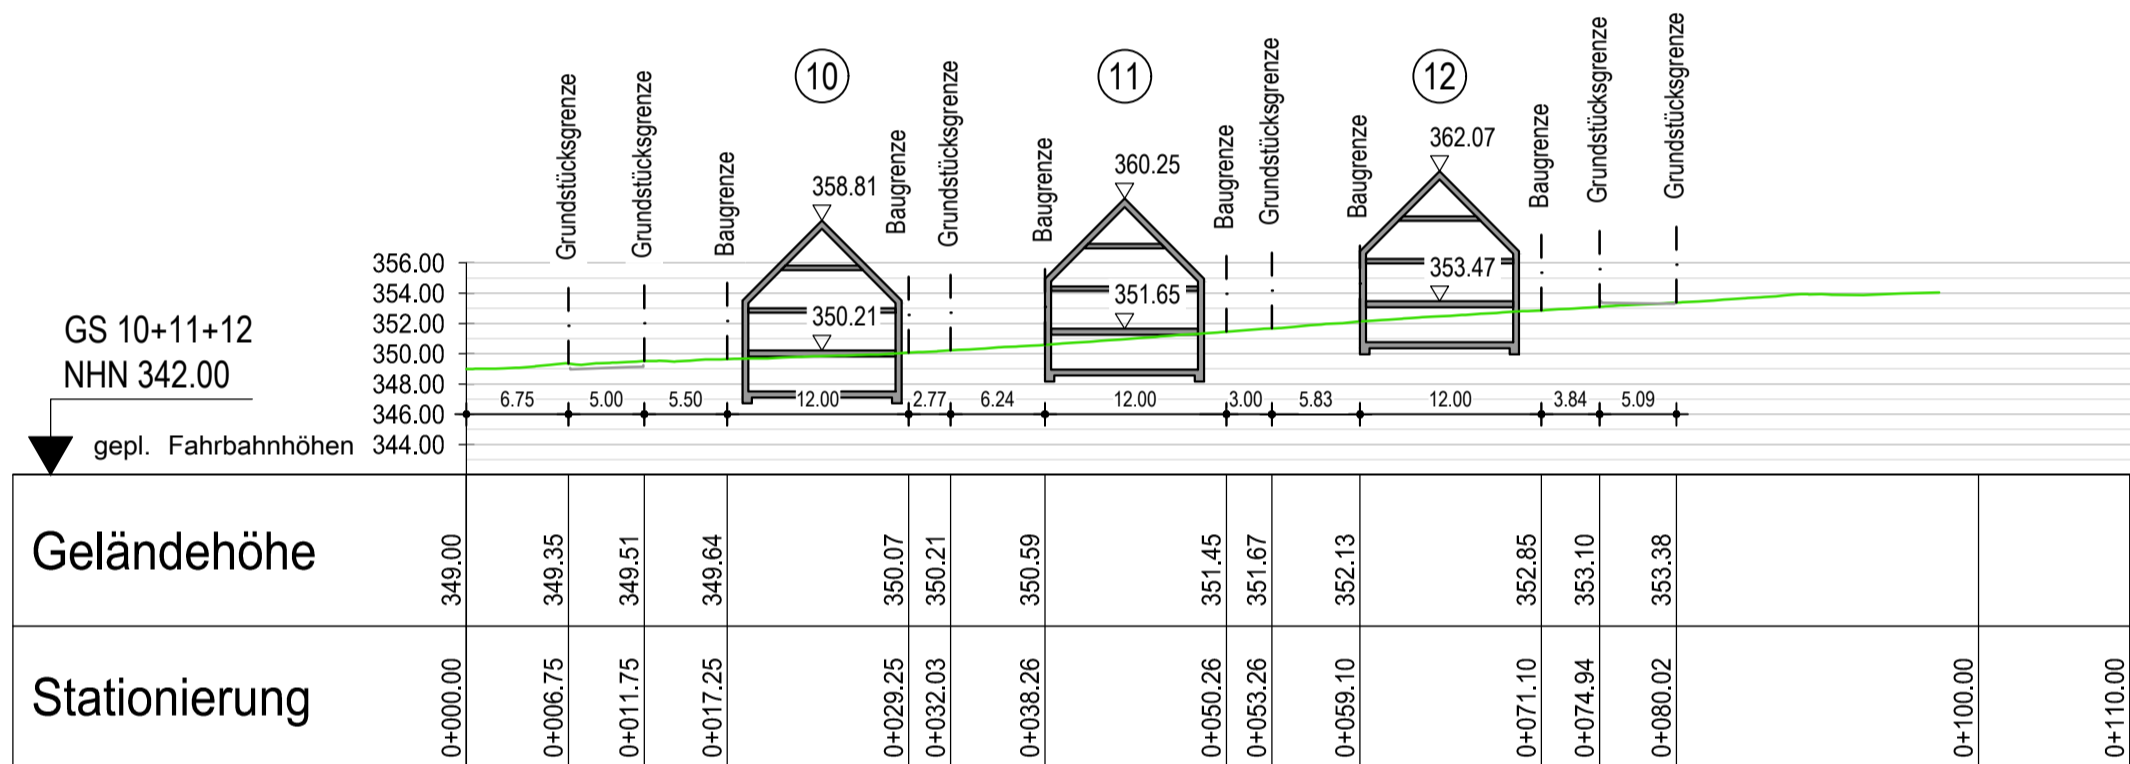 10
11
12
Grundstücksgrenze
Grundstücksgrenze
Baugrenze
Baugrenze
Grundstücksgrenze
Baugrenze
Baugrenze
Grundstücksgrenze
Baugrenze
Baugrenze
Grundstücksgrenze
Grundstücksgrenze
358.81
360.25
362.07
350.21
351.65
353.47
356.00
354.00
352.00
350.00
348.00
346.00
344.00
GS 10+11+12
NHN 342.00
gepl. Fahrbahnhöhen
6.75 5.00 5.50 12.00 2.77 6.24 12.00 3.00 5.83 12.00 3.84 5.09
Geländehöhe
349.00
349.35
349.51
349.64
350.07
350.21
350.59
351.45
351.67
352.13
352.85
353.10
353.38
Stationierung
0+000.00
0+006.75
0+011.75
0+017.25
0+029.25
0+032.03
0+038.26
0+050.26
0+053.26
0+059.10
0+071.10
0+074.94
0+080.02
0+100.00
0+110.00